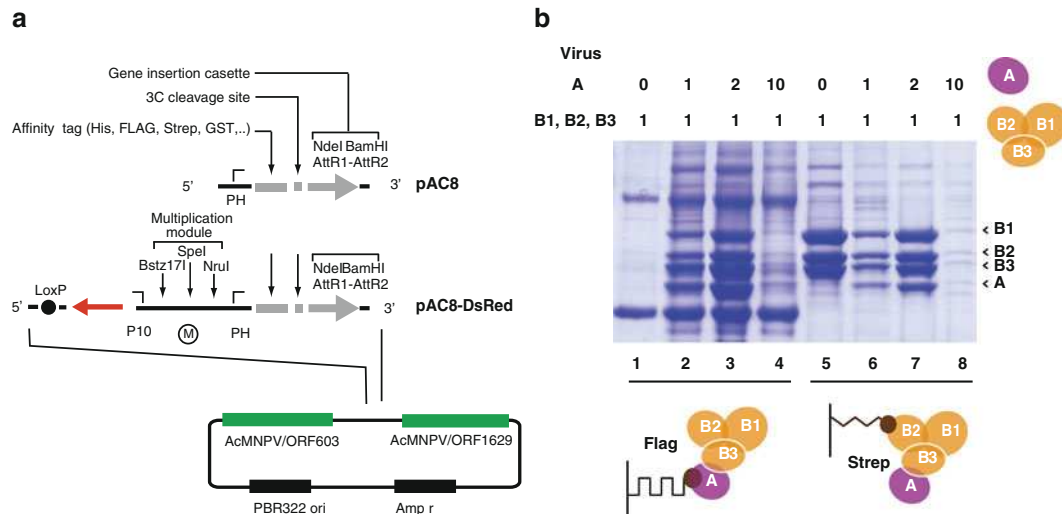 a
Gene insertion casette
3C cleavage site
Affinity tag (His, FLAG, Strep, GST,..)
NdeI BamHI
AttR1-AttR2
5'
3'
pAC8
PH
Multiplication
module
SpeI
Bstz17I
NruI
NdeIBamHI
AttR1-AttR2
LoxP
5'
3'
pAC8-DsRed
P10
M
PH
AcMNPV/ORF603
AcMNPV/ORF1629
PBR322 ori
Amp r
b
Virus
A 0 1 2 10 0 1 2 10
B1, B2, B3 1 1 1 1 1 1 1 1
A
B2 B1
B3
‹ B1
‹ B2
‹ B3
‹ A
1 2 3 4 5 6 7 8
Flag
B2 B1
B3
A
Strep
B2 B1
B3
A